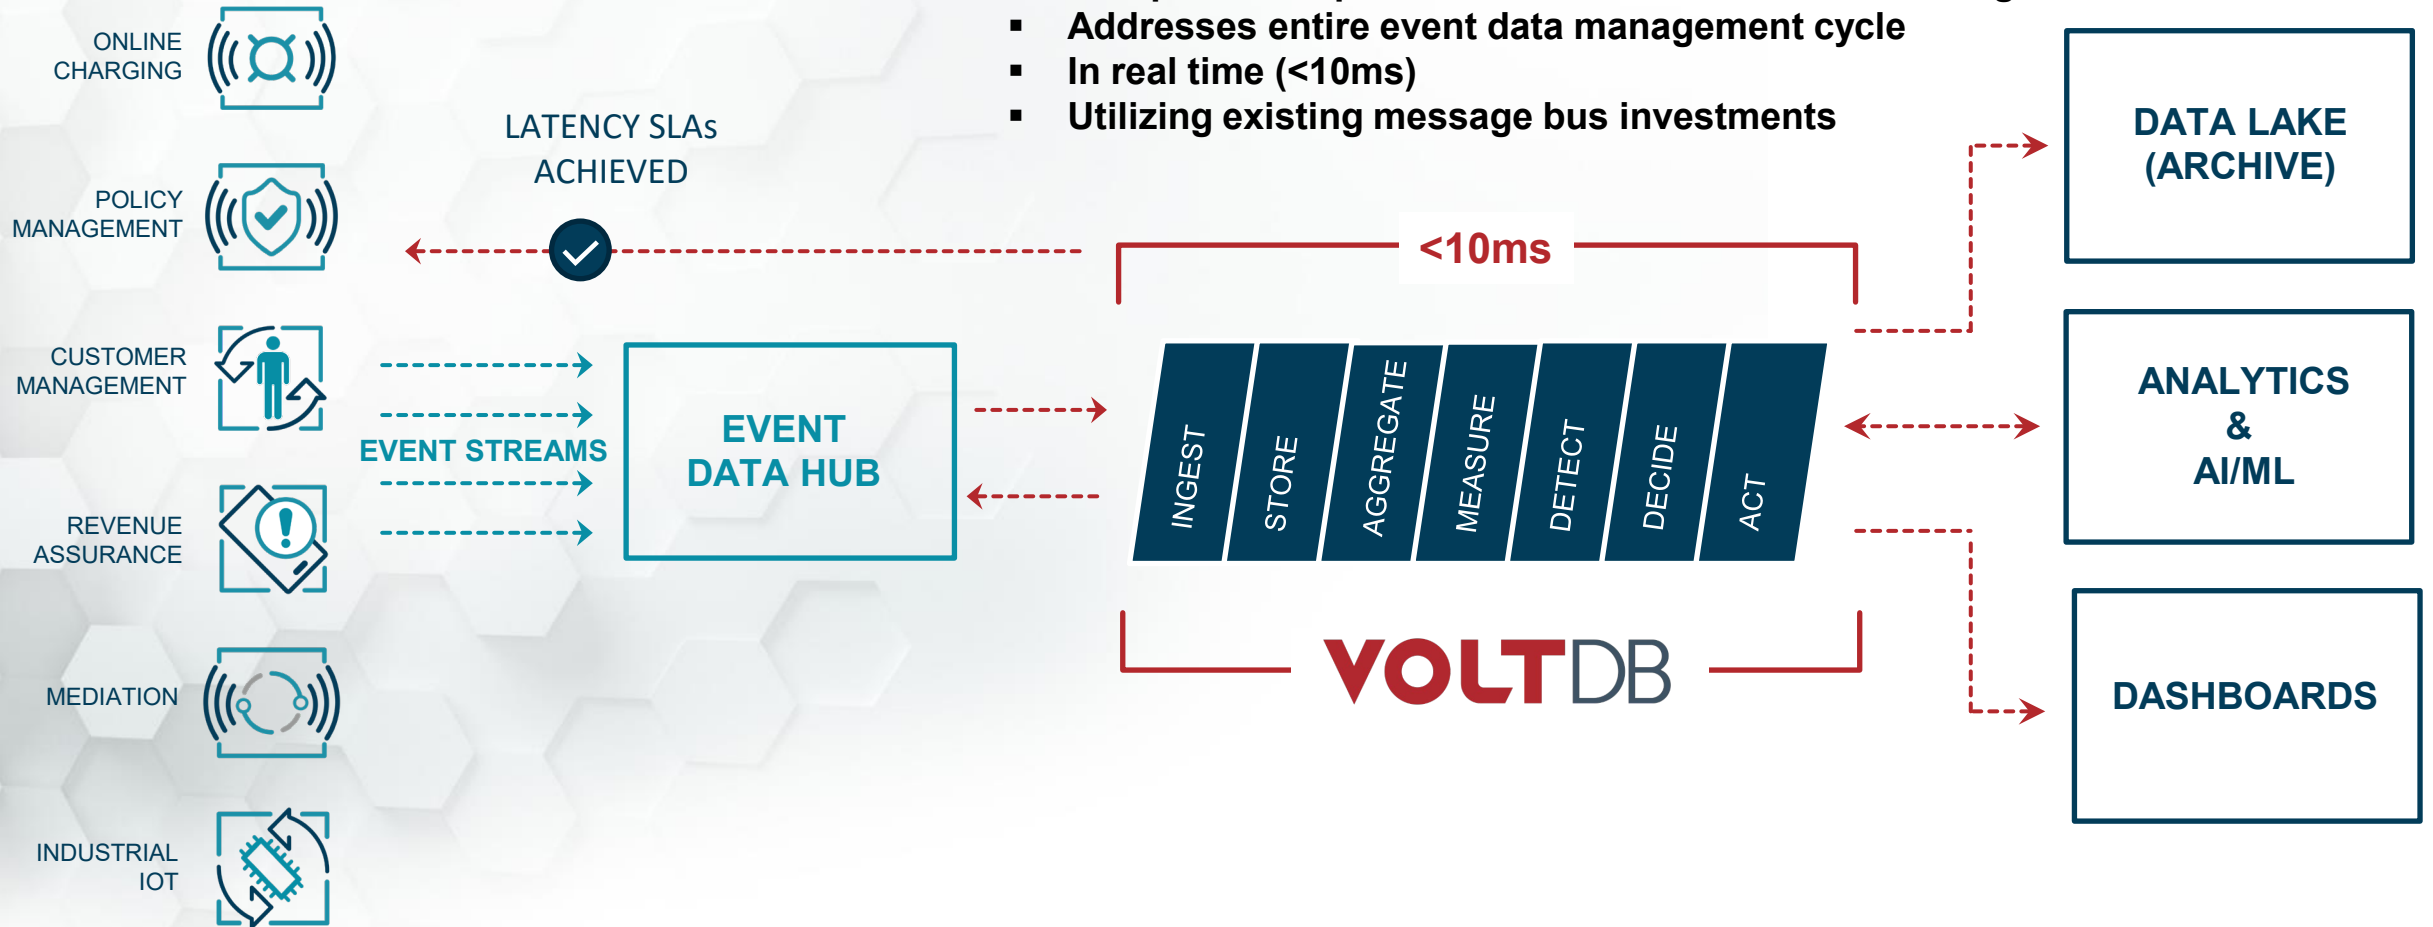 ▪ Addresses entire event data management cycle
▪ In real time (<10ms)
▪ Utilizing existing message bus investments
ONLINE
CHARGING
POLICY
MANAGEMENT
CUSTOMER
MANAGEMENT
REVENUE
ASSURANCE
MEDIATION
INDUSTRIAL
IOT
LATENCY SLAs
ACHIEVED
EVENT STREAMS
EVENT
DATA HUB
<10ms
INGEST
STORE
AGGREGATE
MEASURE
DETECT
DECIDE
ACT
VOLTDB
DATA LAKE
(ARCHIVE)
ANALYTICS
&
AI/ML
DASHBOARDS